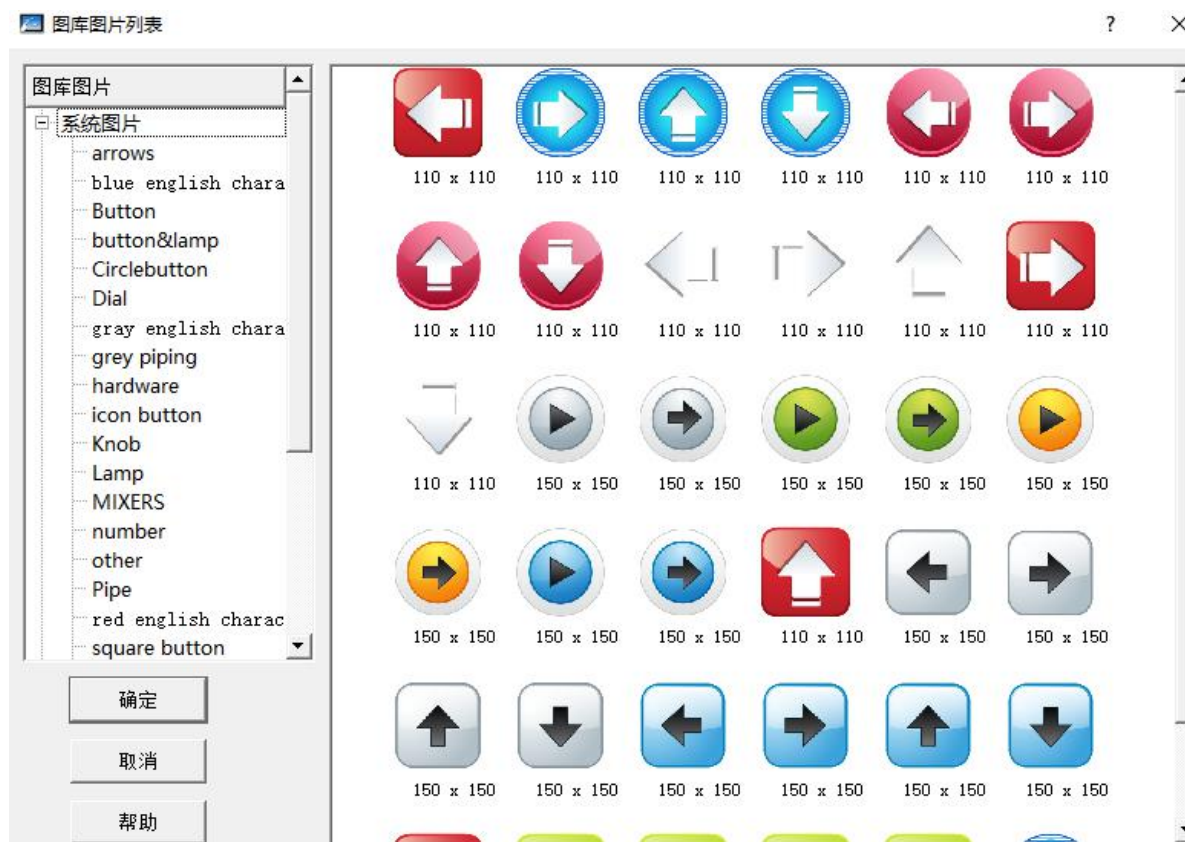 图库图片列表
?
图库图片
系统图片
arrows
blue english chara
Button
button&lamp
Circlebutton
Dial
gray english chara
grey piping
hardware
icon button
Knob
Lamp
MIXERS
number
other
Pipe
red english charac
square button
确定
取消
帮助
110 x 110 110 x 110 110 x 110 110 x 110 110 x 110 110 x 110
110 x 110 110 x 110 110 x 110 110 x 110 110 x 110 110 x 110
110 x 110 150 x 150 150 x 150 150 x 150 150 x 150 150 x 150
150 x 150 150 x 150 150 x 150 110 x 110 150 x 150 150 x 150
150 x 150 150 x 150 150 x 150 150 x 150 150 x 150 150 x 150